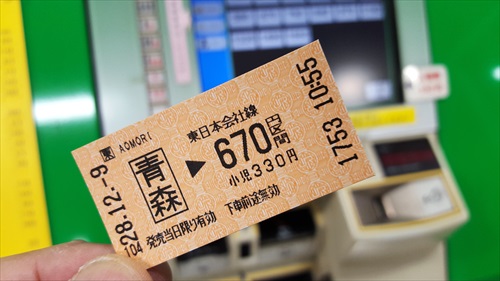 AOMORI
東日本会社線
青森
▶ 670円区間
小児330円
28.12.-9
104
発売当日限り有効 下車前途無効
1753 10:55